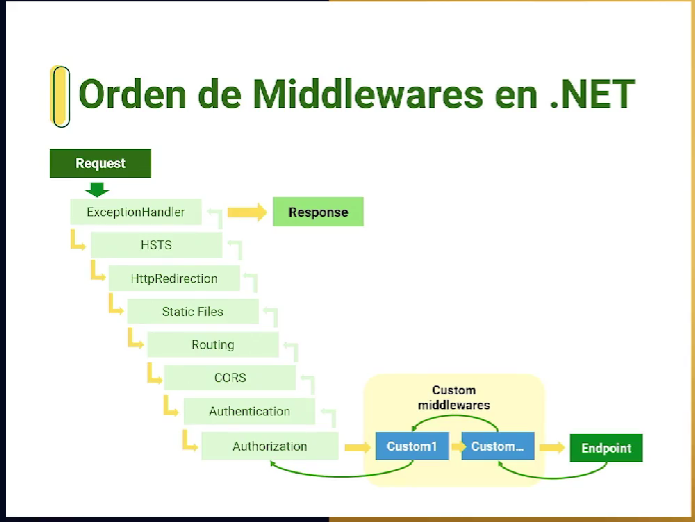 Orden de Middlewares en .NET
Request
ExceptionHandler
Response
HSTS
HttpRedirection
Static Files
Routing
CORS
Authentication
Authorization
Custom
middlewares
Custom1
Custom...
Endpoint